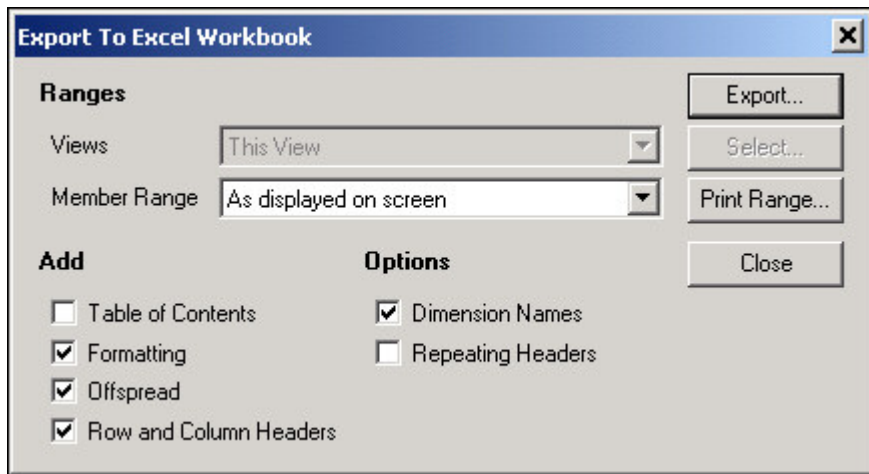 Export To Excel Workbook
Ranges
Export...
Views
This View
Select...
Member Range
As displayed on screen
Print Range...
Add
Options
Close
Table of Contents
Dimension Names
Formatting
Repeating Headers
Offspread
Row and Column Headers